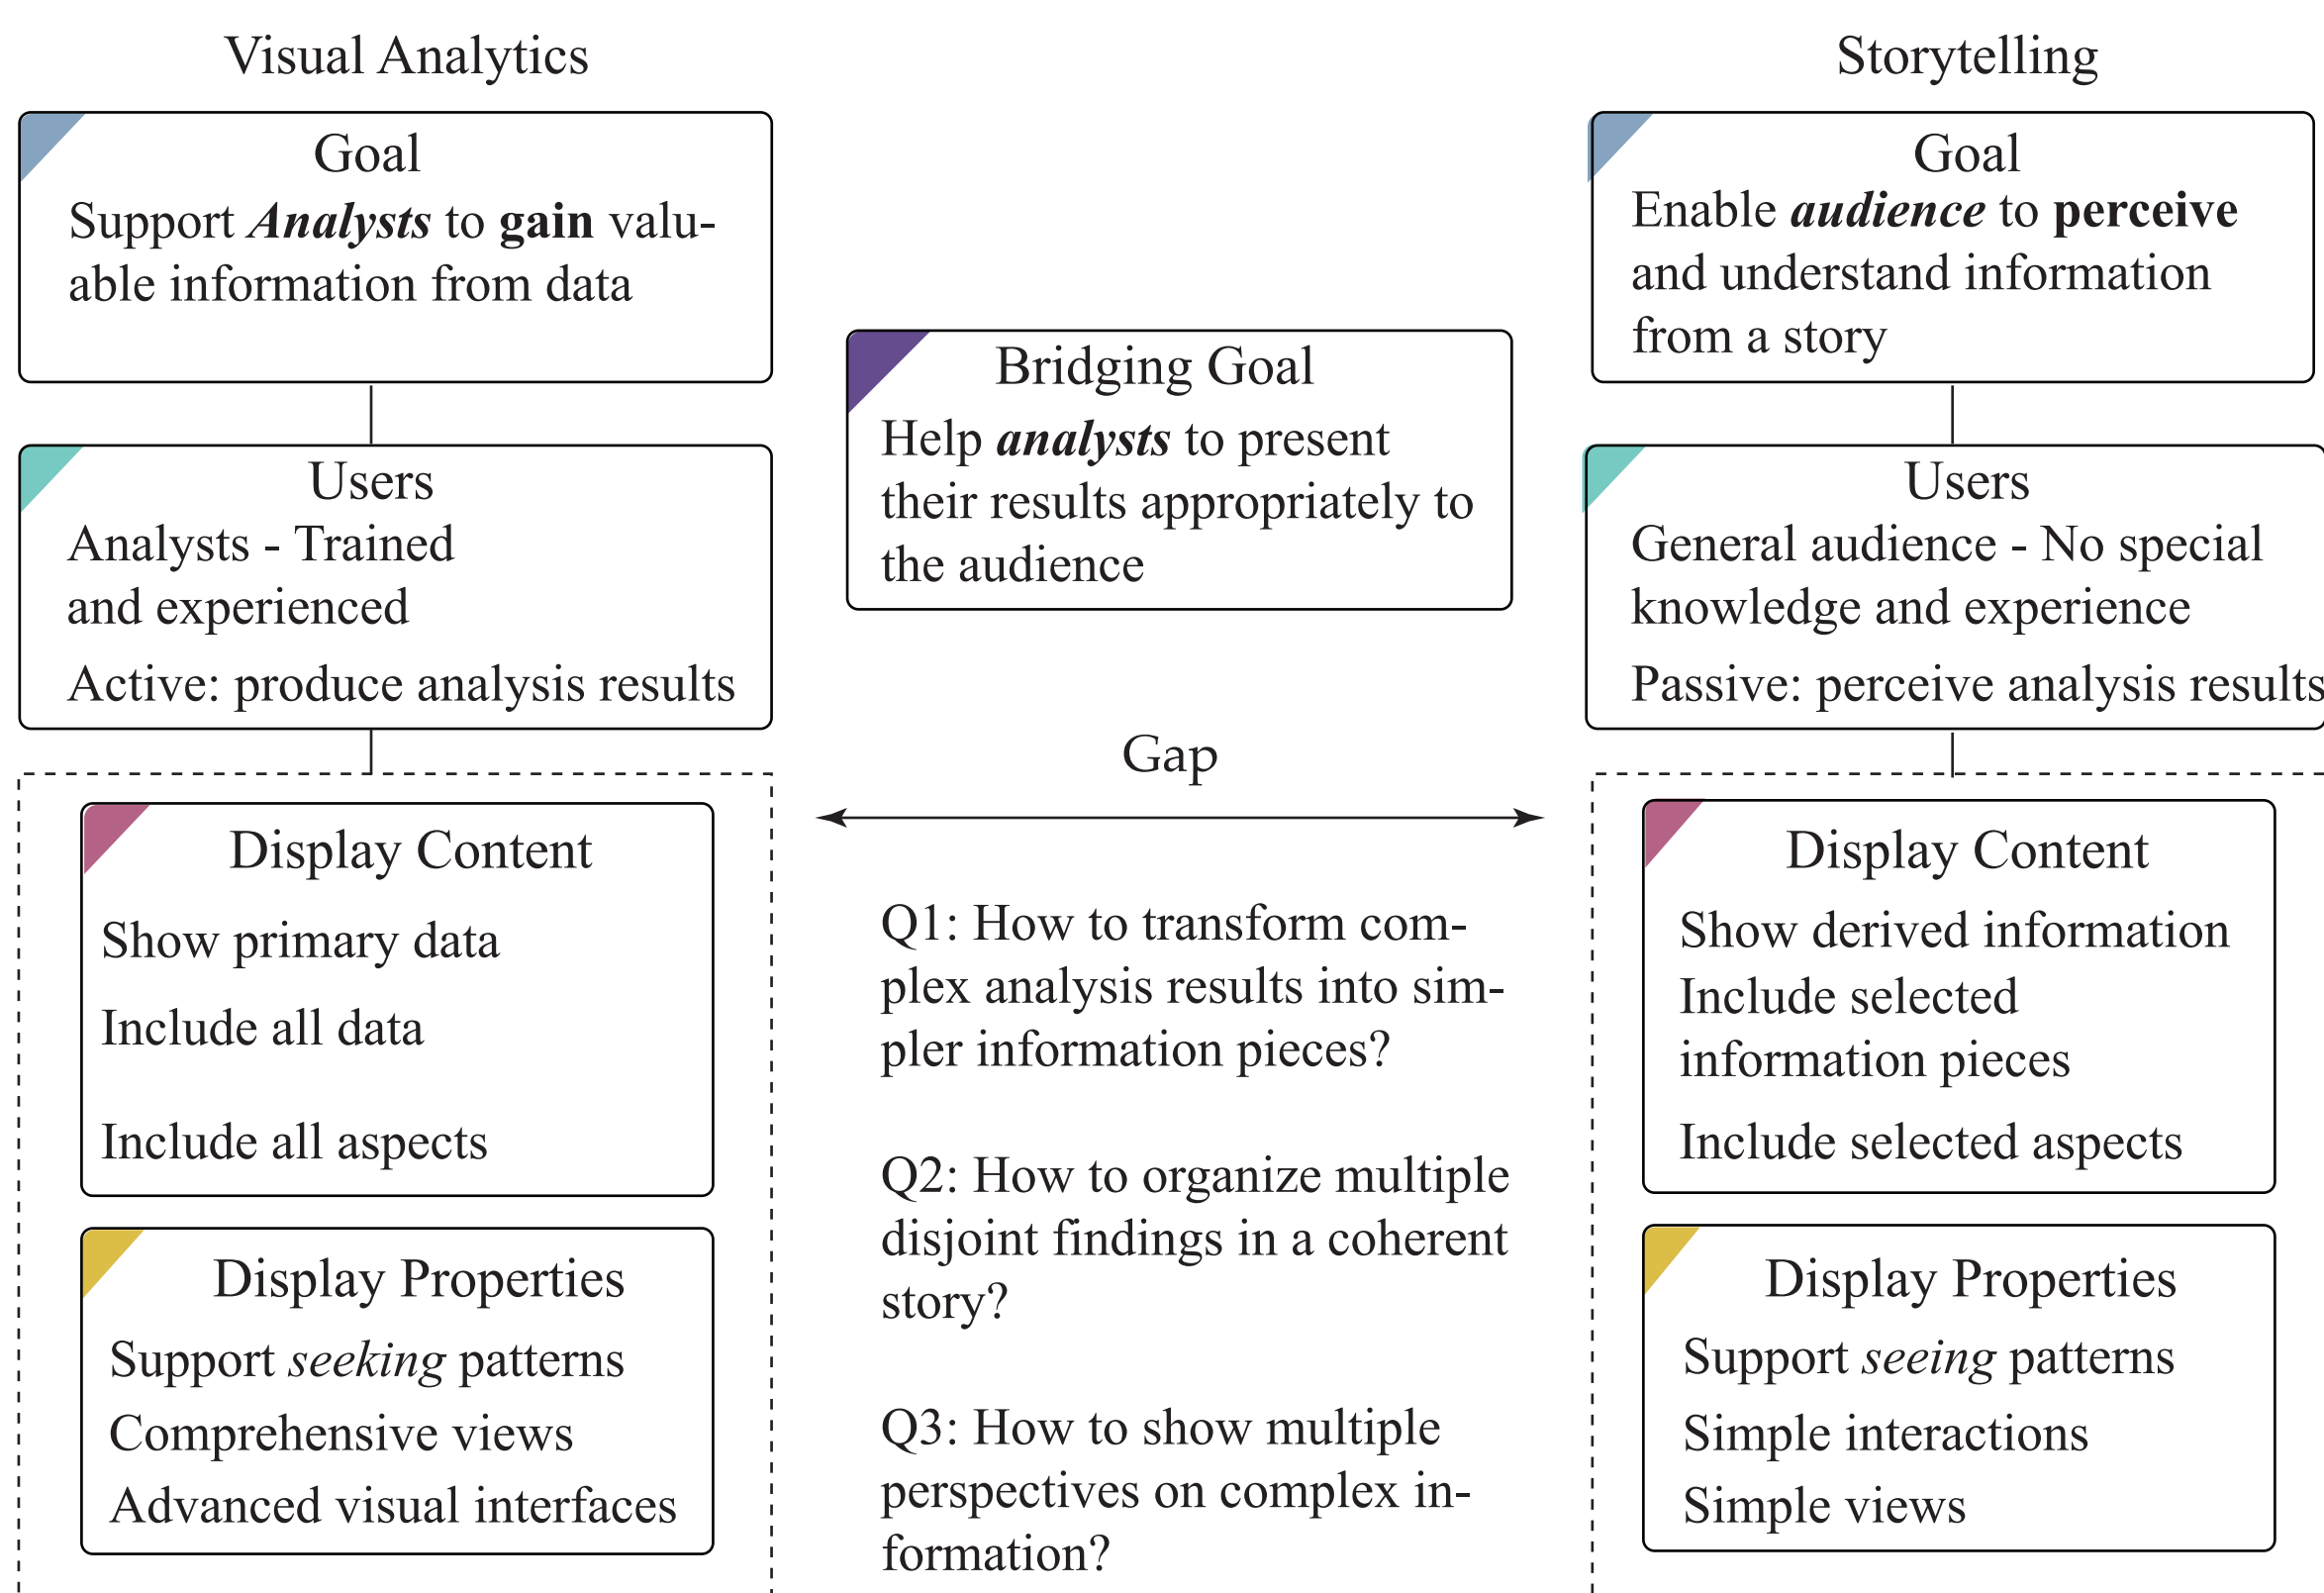 Visual Analytics
Goal
Support Analysts to gain valu-
able information from data
Users
Analysts - Trained
and experienced
Active: produce analysis results
Display Content
Show primary data
Include all data
Include all aspects
Display Properties
Support seeking patterns
Comprehensive views
Advanced visual interfaces
Bridging Goal
Help analysts to present
their results appropriately to
the audience
Gap
Q1: How to transform com-
plex analysis results into sim-
pler information pieces?
Q2: How to organize multiple
disjoint findings in a coherent
story?
Q3: How to show multiple
perspectives on complex in-
formation?
Storytelling
Goal
Enable audience to perceive
and understand information
from a story
Users
General audience - No special
knowledge and experience
Passive: perceive analysis results
Display Content
Show derived information
Include selected
information pieces
Include selected aspects
Display Properties
Support seeing patterns
Simple interactions
Simple views